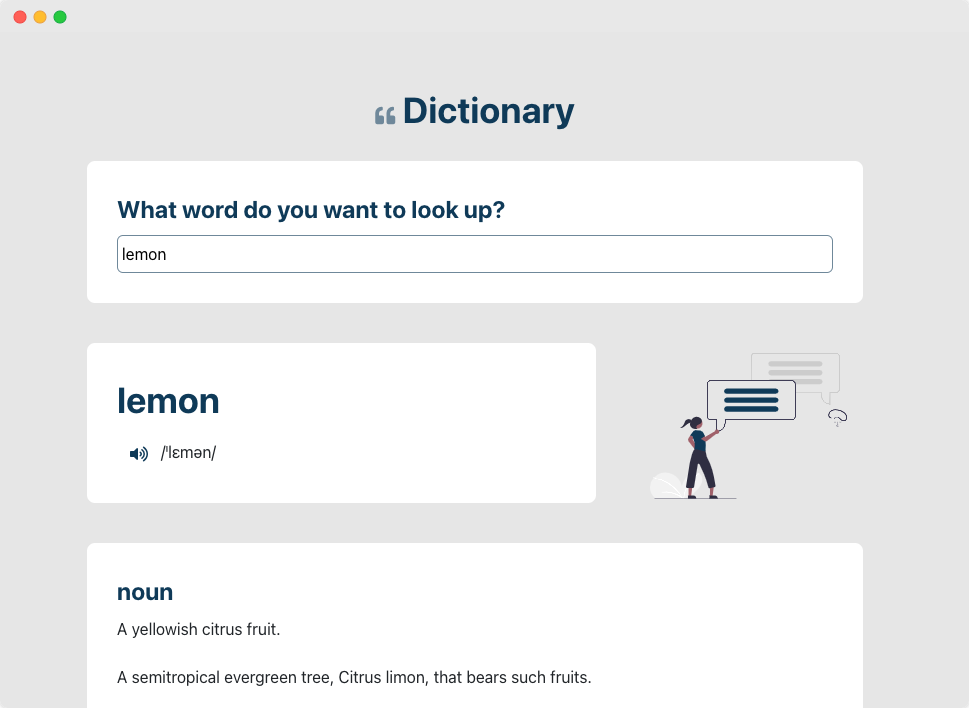 Dictionary
What word do you want to look up?
lemon
lemon
/ˈlɛmən/
noun
A yellowish citrus fruit.
A semitropical evergreen tree, Citrus limon, that bears such fruits.